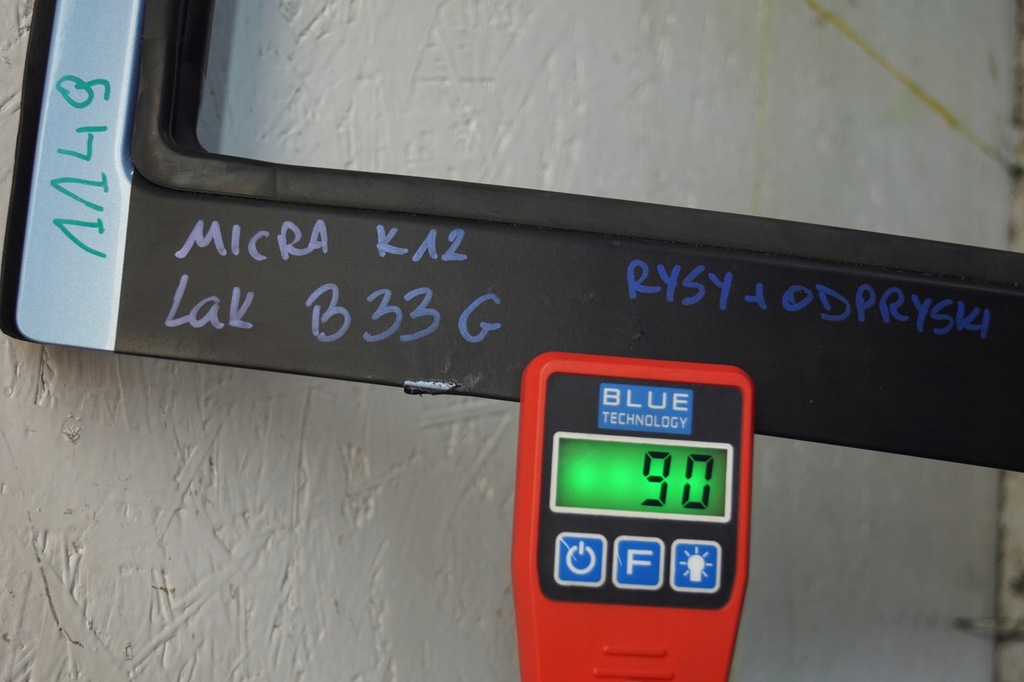 1149
MICRA K12
Lak B33G
RYSY + ODPRYSKI
BLUE
TECHNOLOGY
90
F